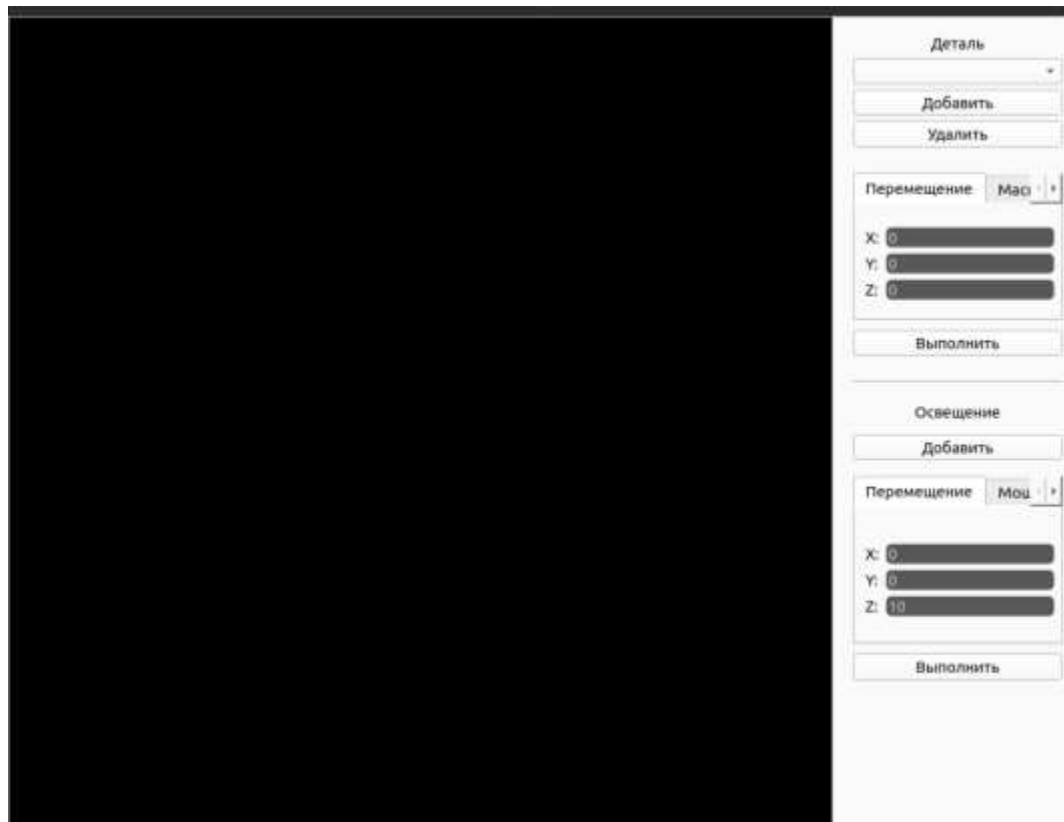 Деталь
Добавить
Удалить
Перемещение
X: 0
Y: 0
Z: 0
Выполнить
Освещение
Добавить
Перемещение
X: 0
Y: 0
Z: 10
Выполнить